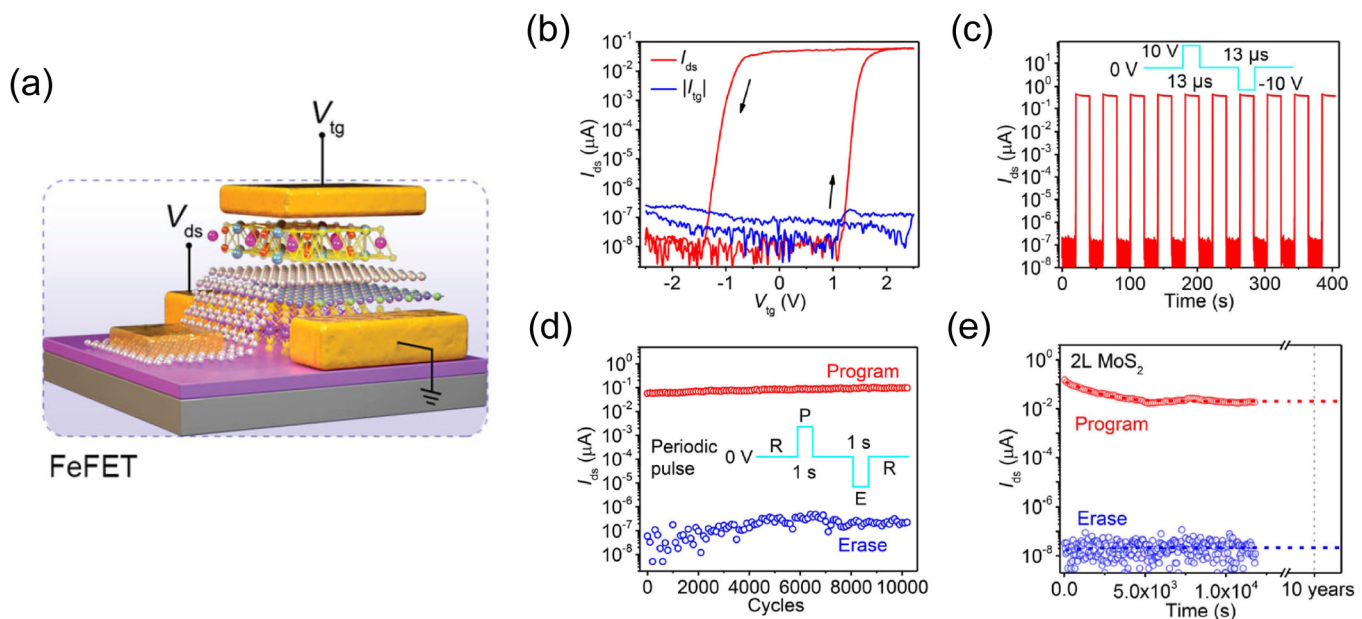 (a)
V_tg
V_ds
FeFET
(b)
10^-1
10^-2
10^-3
10^-4
10^-5
10^-6
10^-7
10^-8
I_ds (μA)
I_ds
|I_tg|
-2 -1 0 1 2
V_tg (V)
(c)
10^2
10^1
10^0
10^-1
10^-2
10^-3
10^-4
10^-5
10^-6
10^-7
10^-8
I_ds (μA)
10 V 13 μs
0 V
13 μs -10 V
0 100 200 300 400
Time (s)
(d)
10^1
10^0
10^-1
10^-2
10^-3
10^-4
10^-5
10^-6
10^-7
10^-8
I_ds (μA)
Program
Periodic
pulse
0 V
R
P
1 s
1 s
R
E
Erase
0 2000 4000 6000 8000 10000
Cycles
(e)
10^0
10^-2
10^-4
10^-6
10^-8
I_ds (μA)
2L MoS₂
Program
Erase
0.0 5.0x10^3 1.0x10^4 10 years
Time (s)